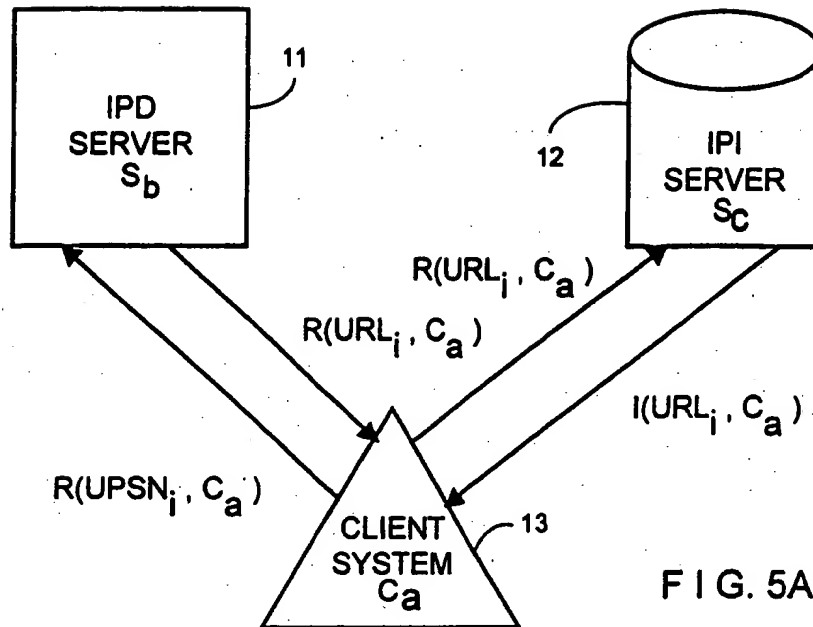 11
IPD
SERVER
Sb
12
IPI
SERVER
Sc
R(URLi , Ca )
R(URLi , Ca )
I(URLi , Ca )
R(UPSNi , Ca )
CLIENT
SYSTEM
Ca
13
F I G. 5A